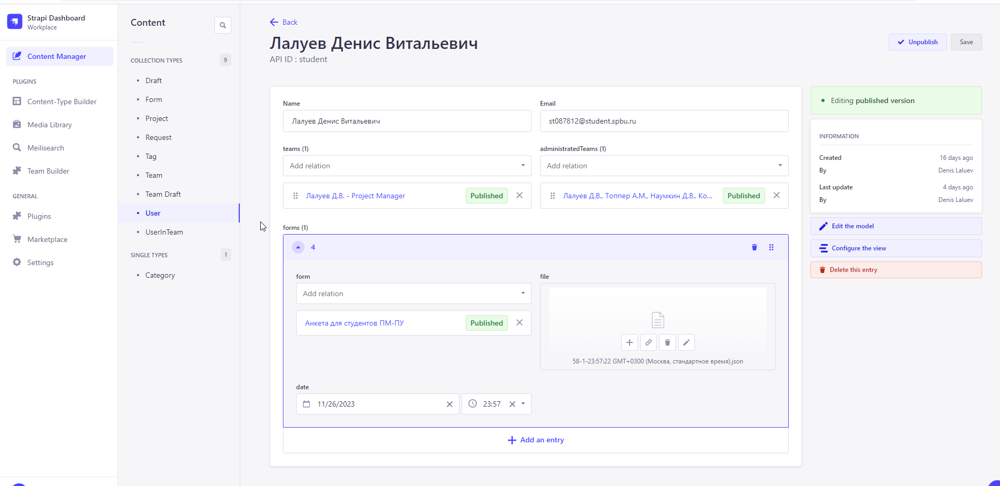 Strapi Dashboard
Workplace
Content Manager
PLUGINS
Content-Type Builder
Media Library
Meilisearch
Team Builder
GENERAL
Plugins
Marketplace
Settings
Content
COLLECTION TYPES 9
Draft
Form
Project
Request
Tag
Team
Team Draft
User
UserInTeam
SINGLE TYPES 1
Category
Back
Лалуев Денис Витальевич
API ID : student
Unpublish
Save
Name
Лалуев Денис Витальевич
Email
st087812@student.spbu.ru
teams (1)
Add relation
Лалуев Д.В. - Project Manager Published
administratedTeams (1)
Add relation
Лалуев Д.В., Топпер А.М., Наумкин Д.В., Ко... Published
forms (1)
4
form
Add relation
Анкета для студентов ПМ-ПУ Published
file
58-1-23:57:22 GMT+0300 (Москва, стандартное время).json
date
11/26/2023 23:57
Add an entry
Editing published version
INFORMATION
Created 16 days ago
By Denis Laluev
Last update 4 days ago
By Denis Laluev
Edit the model
Configure the view
Delete this entry